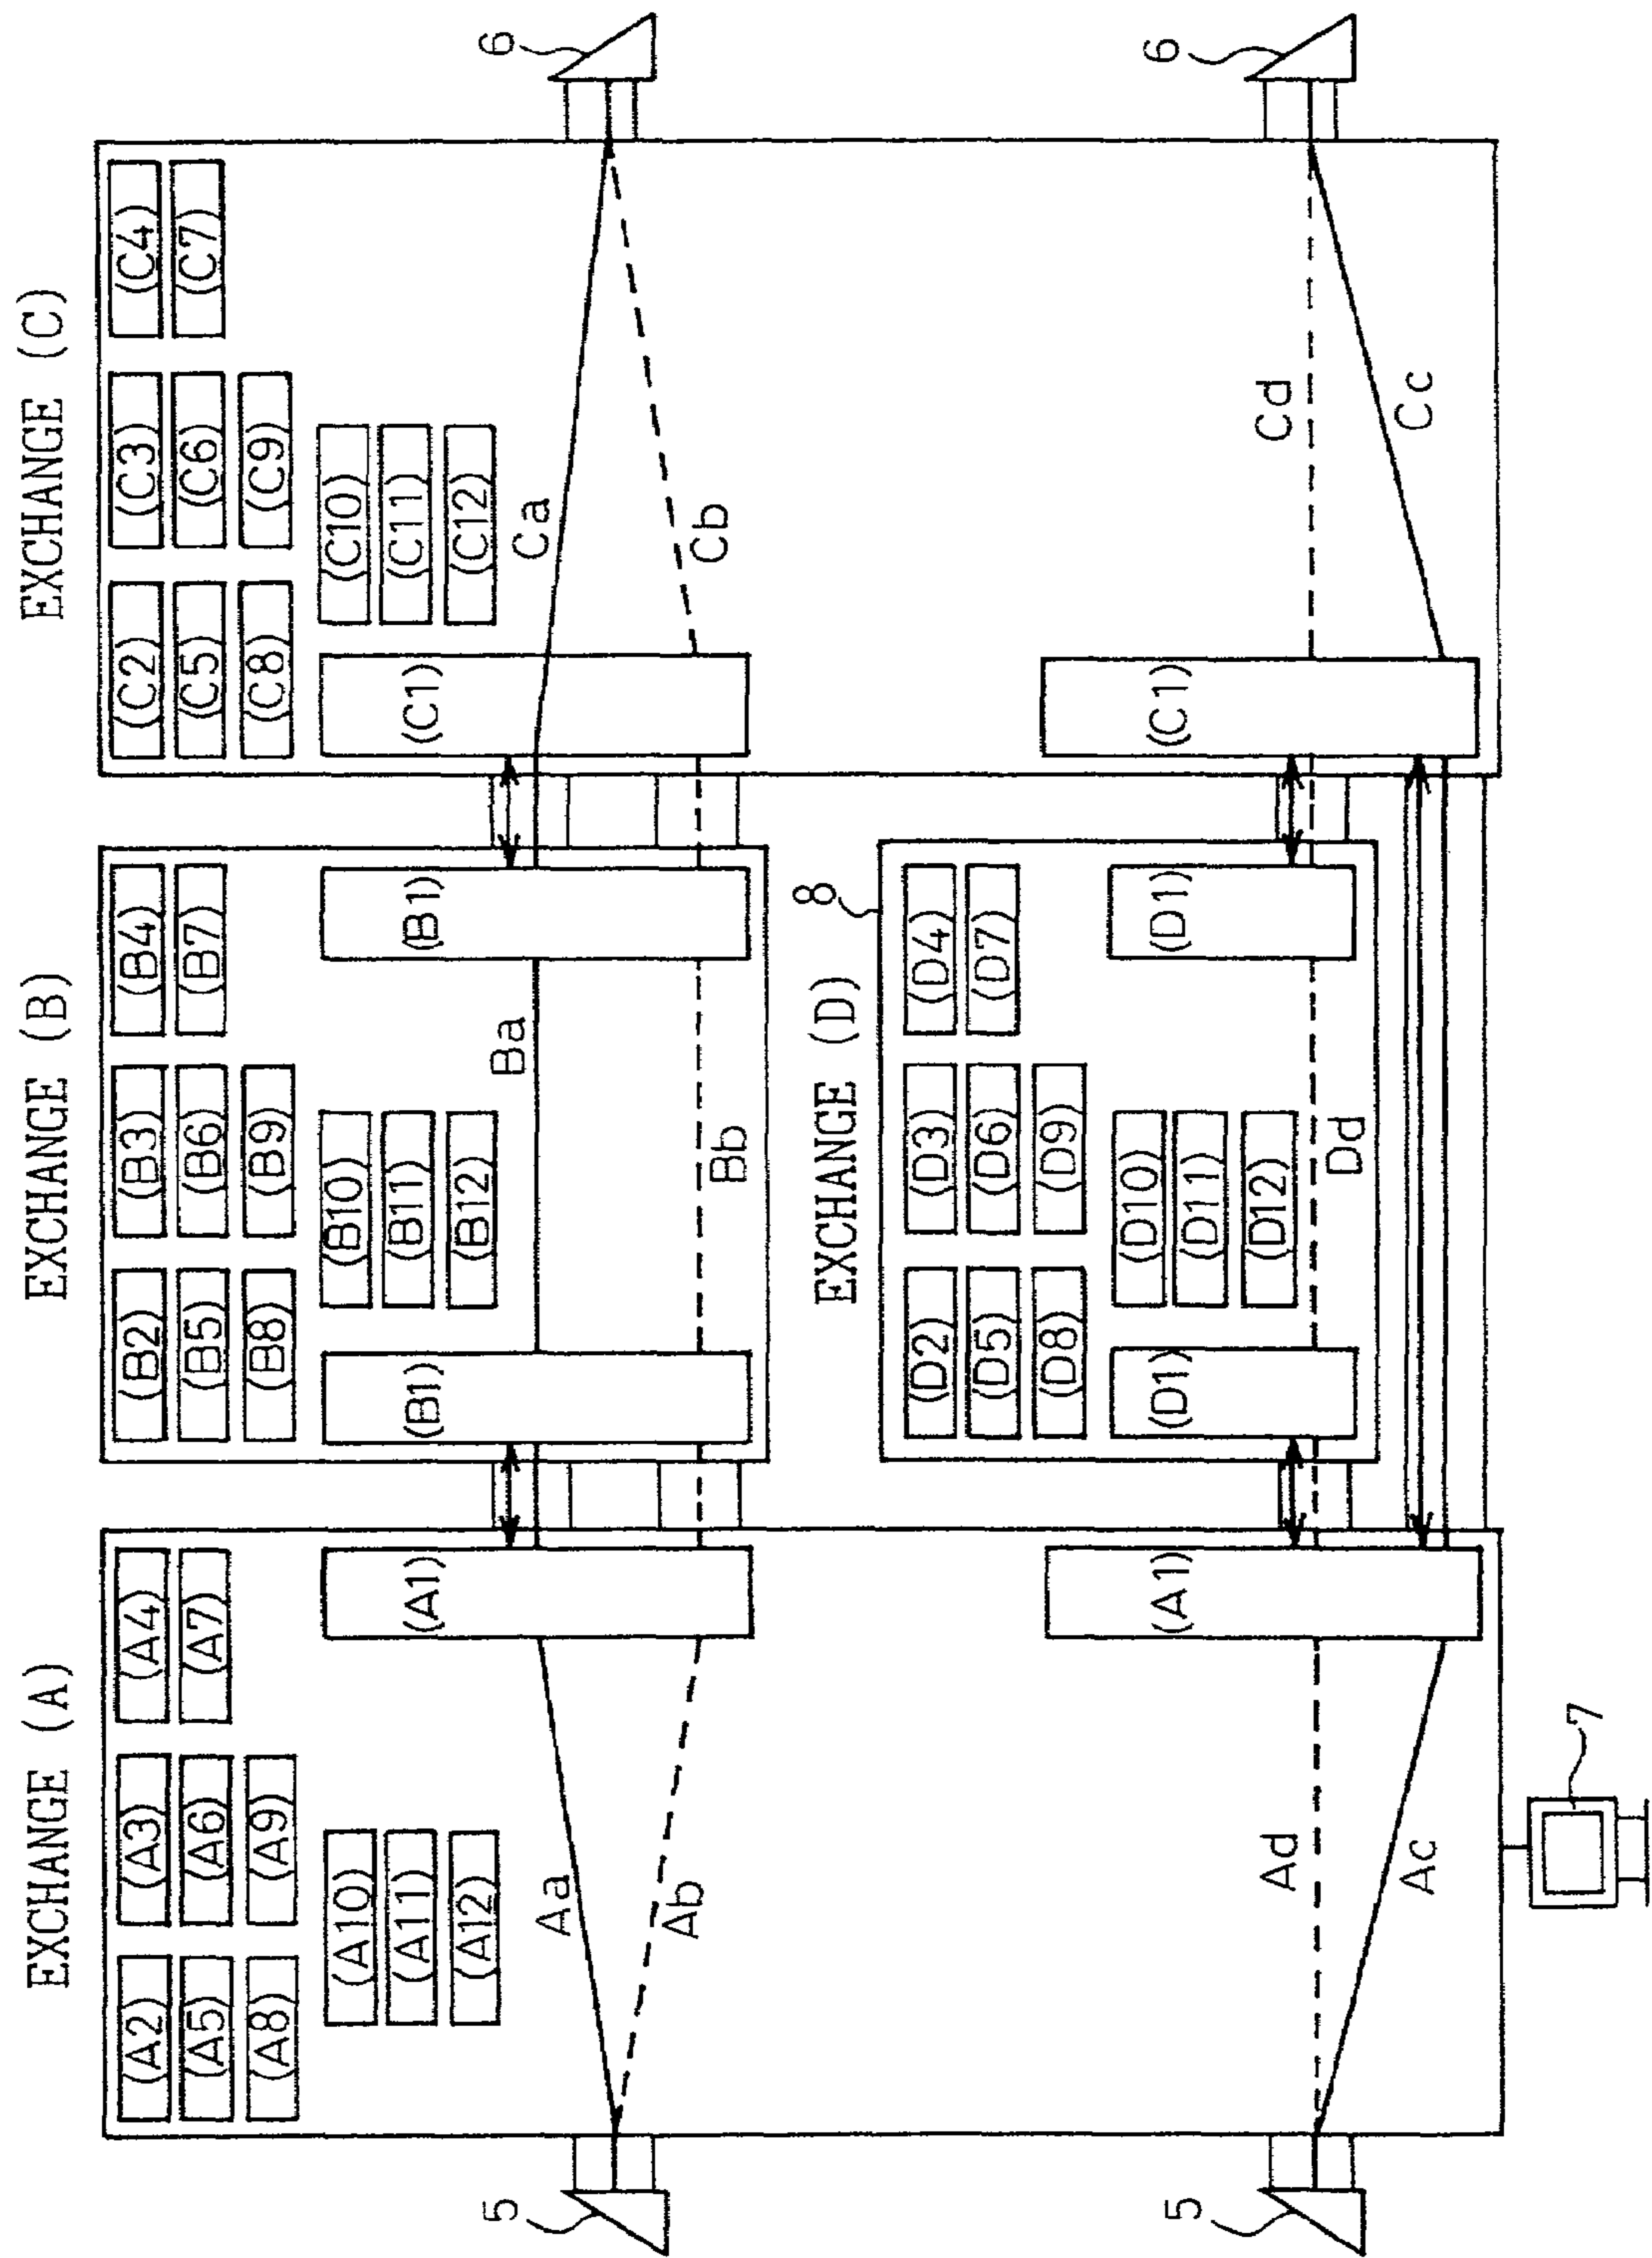 EXCHANGE (A)
(A2) (A3) (A4)
(A5) (A6) (A7)
(A8) (A9)
(A10)
(A11)
(A12)
(A1)
Aa
Ab
5
(A1)
Ad
Ac
5
7
EXCHANGE (B)
(B2) (B3) (B4)
(B5) (B6) (B7)
(B8) (B9)
(B10)
(B11)
(B12)
(B1) (B1)
Ba
Bb
EXCHANGE (D)
8
(D2) (D3) (D4)
(D5) (D6) (D7)
(D8) (D9)
(D10)
(D11)
(D12)
(D1) (D1)
Dd
EXCHANGE (C)
(C2) (C3) (C4)
(C5) (C6) (C7)
(C8) (C9)
(C10)
(C11)
(C12)
(C1)
Ca
Cb
6
(C1)
Cd
Cc
6